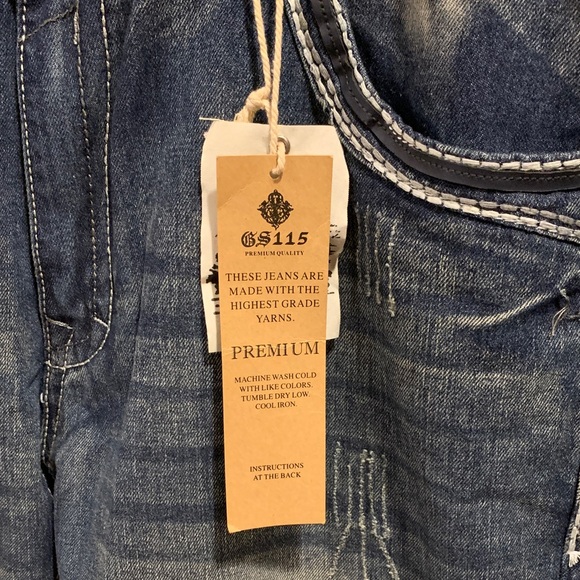 GS115
PREMIUM QUALITY
THESE JEANS ARE
MADE WITH THE
HIGHEST GRADE
YARNS.
PREMIUM
MACHINE WASH COLD
WITH LIKE COLORS.
TUMBLE DRY LOW.
COOL IRON.
INSTRUCTIONS
AT THE BACK